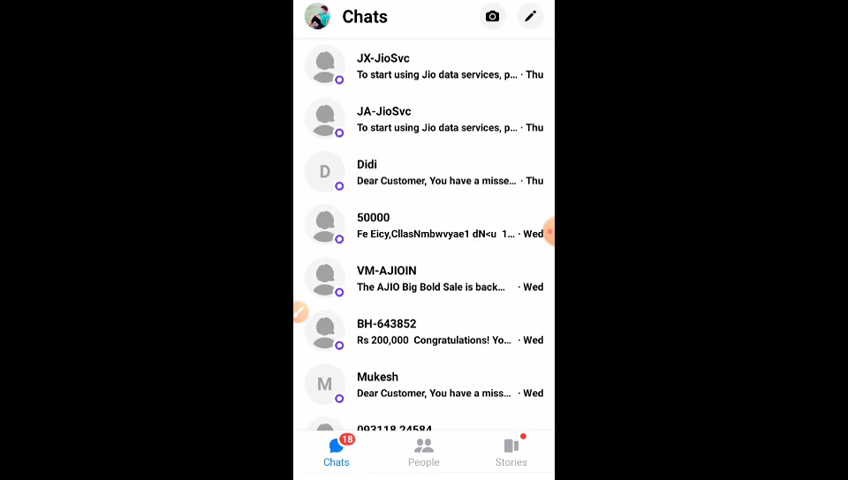 Chats
JX-JioSvc
To start using Jio data services, p... · Thu
JA-JioSvc
To start using Jio data services, p... · Thu
D
Didi
Dear Customer, You have a misse... · Thu
50000
Fe Eicy,CllasNmbwvyae1 dN<u 1... · Wed
VM-AJIOIN
The AJIO Big Bold Sale is back... · Wed
BH-643852
Rs 200,000 Congratulations! Yo... · Wed
M
Mukesh
Dear Customer, You have a miss... · Wed
093118 24584
18
Chats
People
Stories